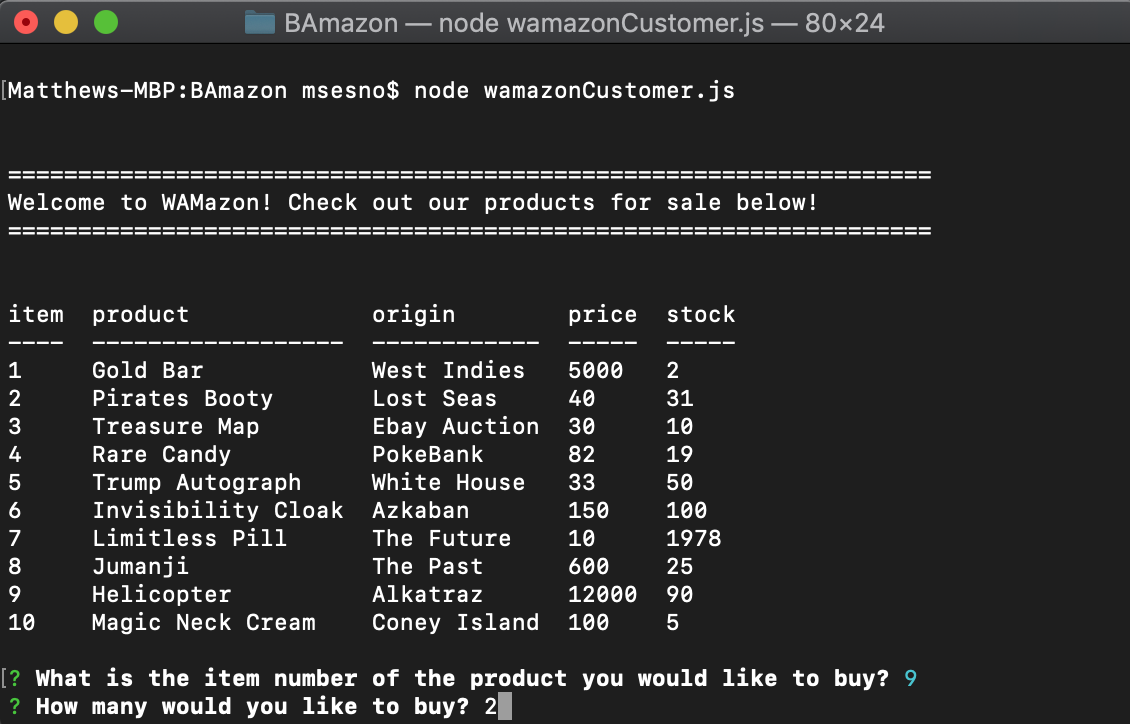 BAmazon — node wamazonCustomer.js — 80×24
[Matthews-MBP:BAmazon msesno$ node wamazonCustomer.js
==================================================================
Welcome to WAMazon! Check out our products for sale below!
==================================================================
item  product             origin        price  stock
----  ------------------  ------------  -----  -----
1     Gold Bar            West Indies   5000   2
2     Pirates Booty       Lost Seas     40     31
3     Treasure Map        Ebay Auction  30     10
4     Rare Candy          PokeBank      82     19
5     Trump Autograph     White House   33     50
6     Invisibility Cloak  Azkaban       150    100
7     Limitless Pill      The Future    10     1978
8     Jumanji             The Past      600    25
9     Helicopter          Alkatraz      12000  90
10    Magic Neck Cream    Coney Island  100    5
[? What is the item number of the product you would like to buy? 9
? How many would you like to buy? 2